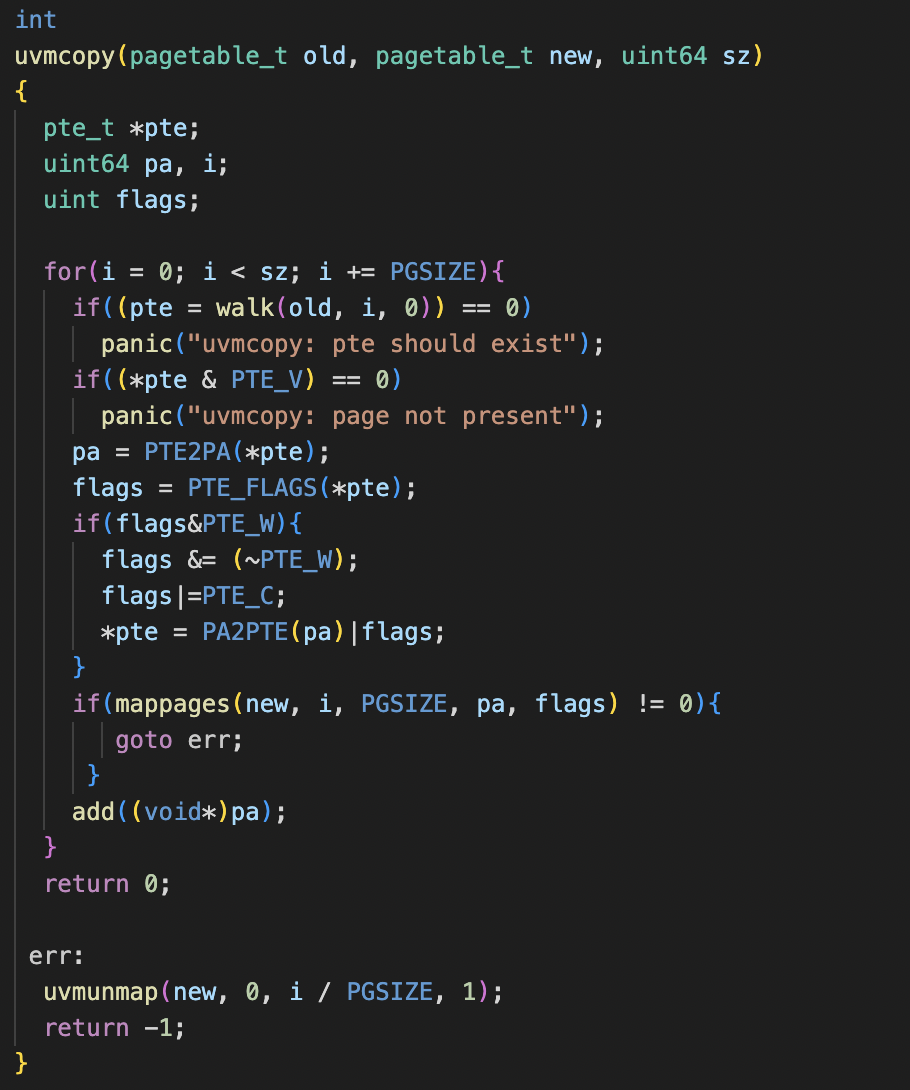 int
uvmcopy(pagetable_t old, pagetable_t new, uint64 sz)
{
  pte_t *pte;
  uint64 pa, i;
  uint flags;

  for(i = 0; i < sz; i += PGSIZE){
    if((pte = walk(old, i, 0)) == 0)
      panic("uvmcopy: pte should exist");
    if((*pte & PTE_V) == 0)
      panic("uvmcopy: page not present");
    pa = PTE2PA(*pte);
    flags = PTE_FLAGS(*pte);
    if(flags&PTE_W){
      flags &= (~PTE_W);
      flags|=PTE_C;
      *pte = PA2PTE(pa)|flags;
    }
    if(mappages(new, i, PGSIZE, pa, flags) != 0){
       goto err;
     }
    add((void*)pa);
  }
  return 0;

 err:
  uvmunmap(new, 0, i / PGSIZE, 1);
  return -1;
}